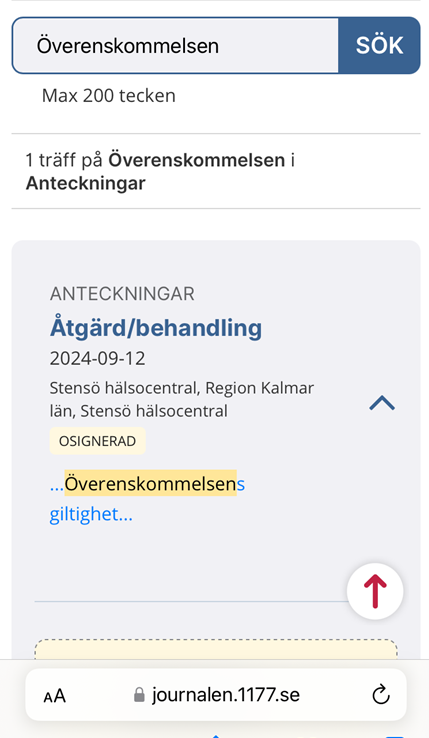 Överenskommelsen
SÖK
Max 200 tecken
1 träff på Överenskommelsen i
Anteckningar
ANTECKNINGAR
Åtgärd/behandling
2024-09-12
Stensö hälsocentral, Region Kalmar
län, Stensö hälsocentral
OSIGNERAD
...Överenskommelsens
giltighet...
AA
journalen.1177.se